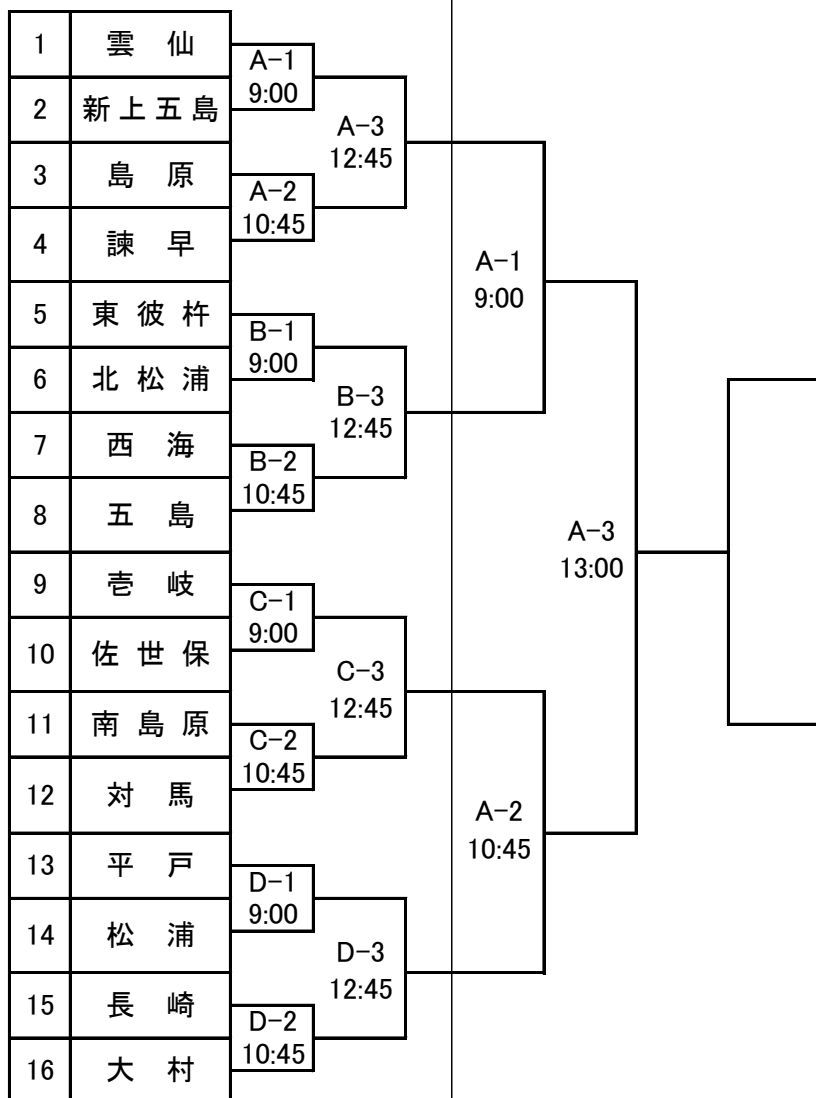 1 雲仙
2 新上五島
3 島原
4 諫早
5 東彼杵
6 北松浦
7 西海
8 五島
9 壱岐
10 佐世保
11 南島原
12 対馬
13 平戸
14 松浦
15 長崎
16 大村
A-1
9:00
A-2
10:45
B-1
9:00
B-2
10:45
C-1
9:00
C-2
10:45
D-1
9:00
D-2
10:45
A-3
12:45
B-3
12:45
C-3
12:45
D-3
12:45
A-1
9:00
A-2
10:45
A-3
13:00